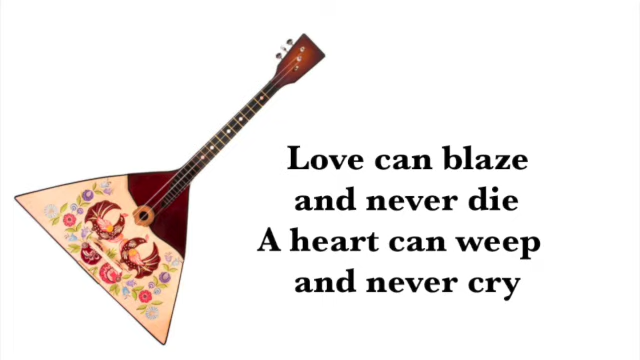 Love can blaze
and never die
A heart can weep
and never cry